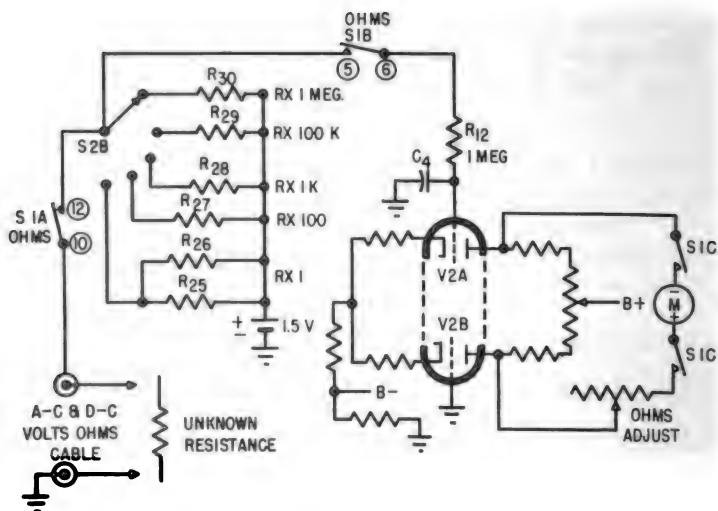 OHMS
S1B
5
6
R30
RX 1 MEG.
R29
RX 100 K
S2B
R28
RX 1 K
R27
RX 100
R26
RX 1
R25
12
S1A
OHMS
10
+
-
1.5 V
R12
1 MEG
C4
V2A
V2B
B-
B+
S1C
-
M
+
S1C
OHMS
ADJUST
A-C & D-C
VOLTS OHMS
CABLE
UNKNOWN
RESISTANCE